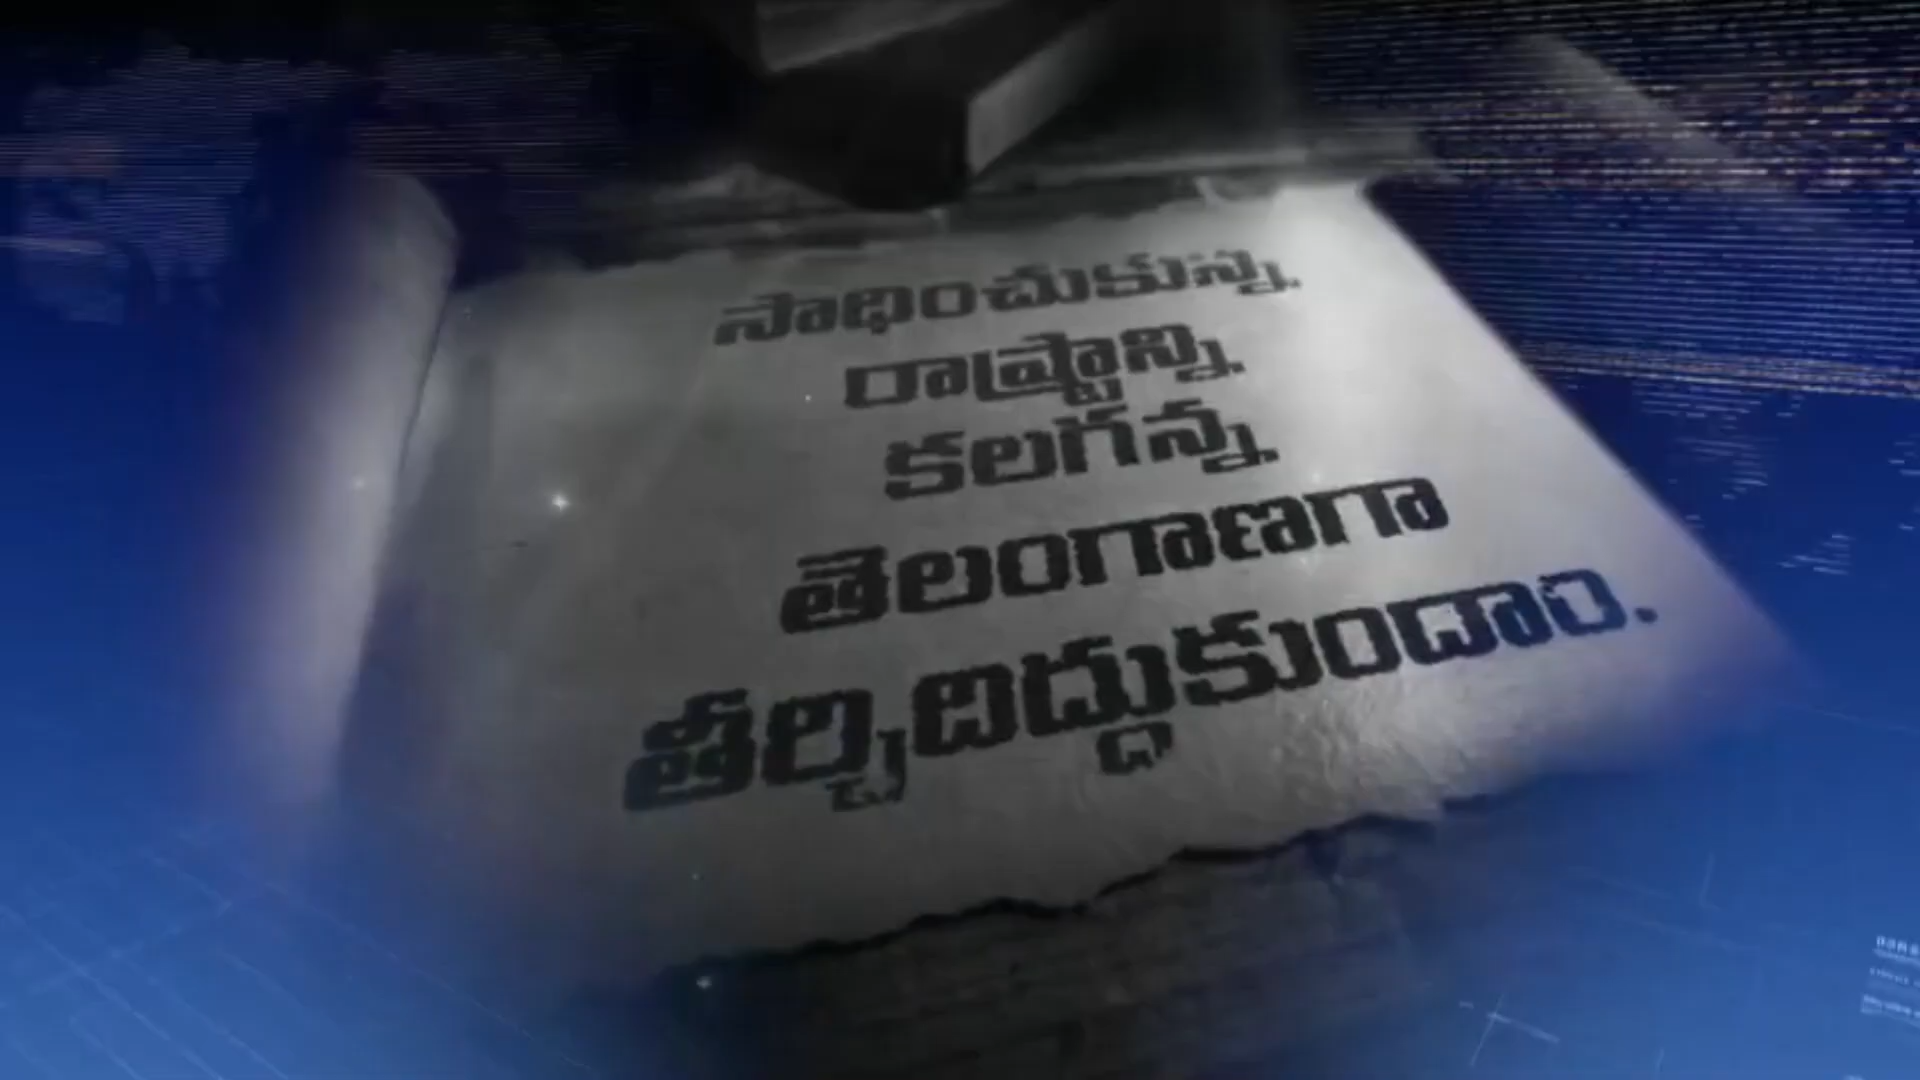 సాధించుకున్న
రాష్ట్రాన్ని
కలగన్న
తెలంగాణగా
తీర్చిదిద్దుకుందాం.